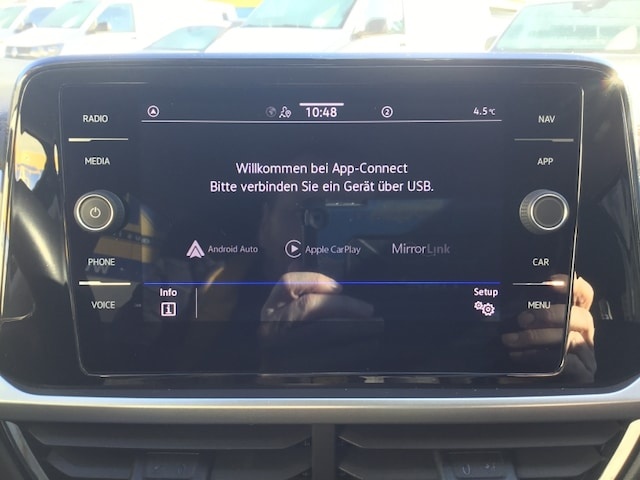 RADIO
MEDIA
PHONE
VOICE
10:48
2
4.5°C
Willkommen bei App-Connect
Bitte verbinden Sie ein Gerät über USB.
Android Auto
Apple CarPlay
MirrorLink
Info
Setup
NAV
APP
CAR
MENU